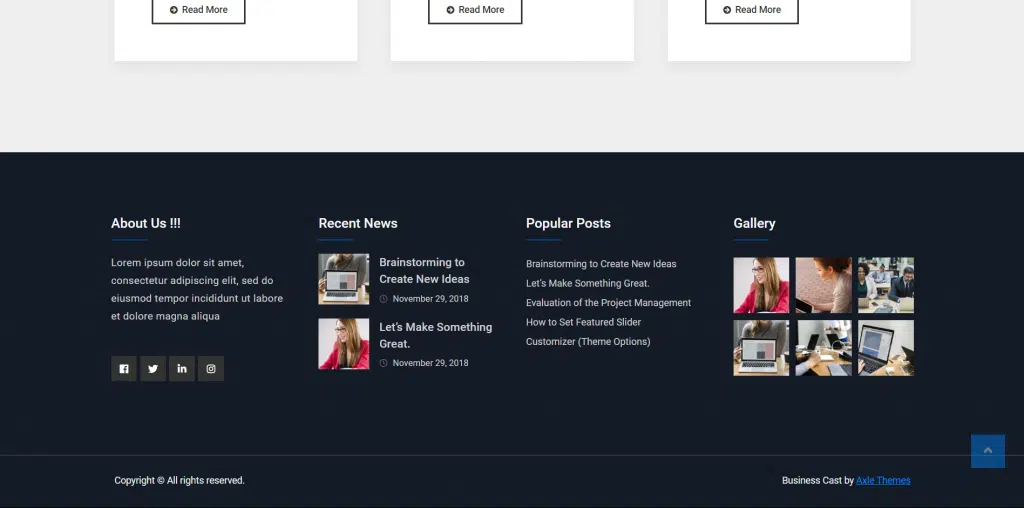 Read More
Read More
Read More
About Us !!!
Lorem ipsum dolor sit amet,
consectetur adipiscing elit, sed do
eiusmod tempor incididunt ut labore
et dolore magna aliqua
Recent News
Brainstorming to
Create New Ideas
November 29, 2018
Let's Make Something
Great.
November 29, 2018
Popular Posts
Brainstorming to Create New Ideas
Let's Make Something Great.
Evaluation of the Project Management
How to Set Featured Slider
Customizer (Theme Options)
Gallery
Copyright © All rights reserved.
Business Cast by Axle Themes